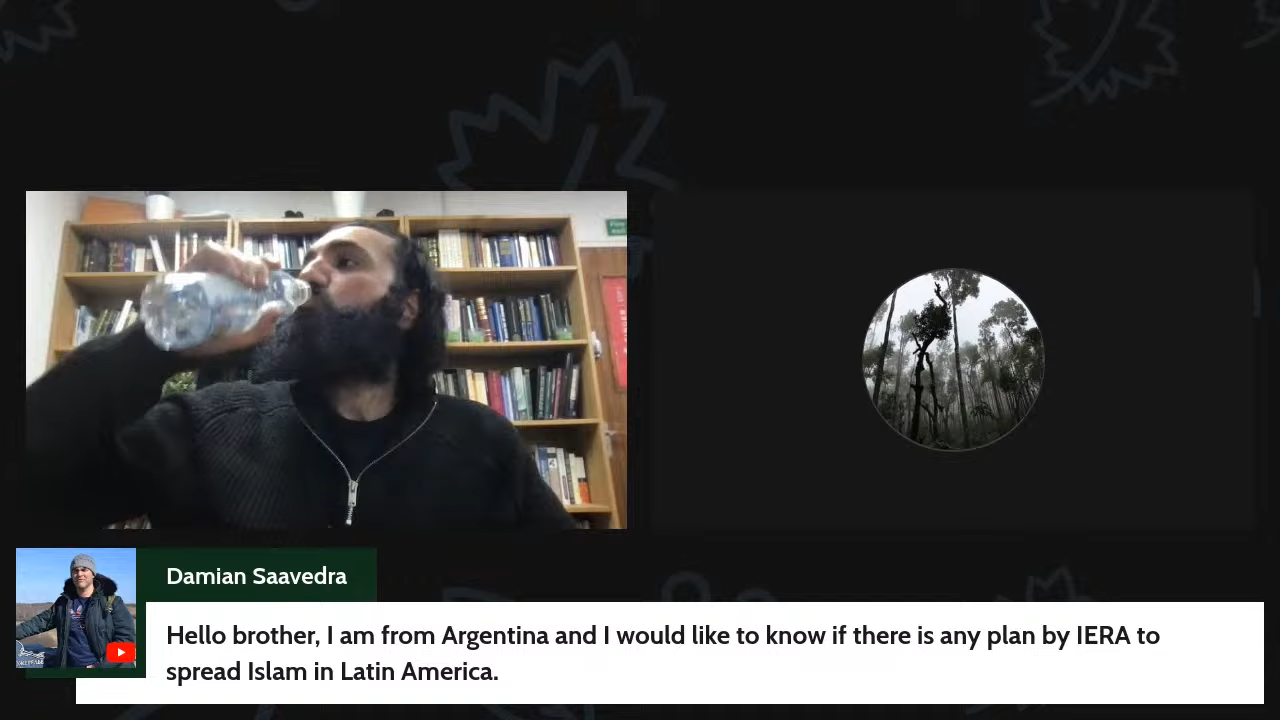 Damian Saavedra
Hello brother, I am from Argentina and I would like to know if there is any plan by IERA to
spread Islam in Latin America.